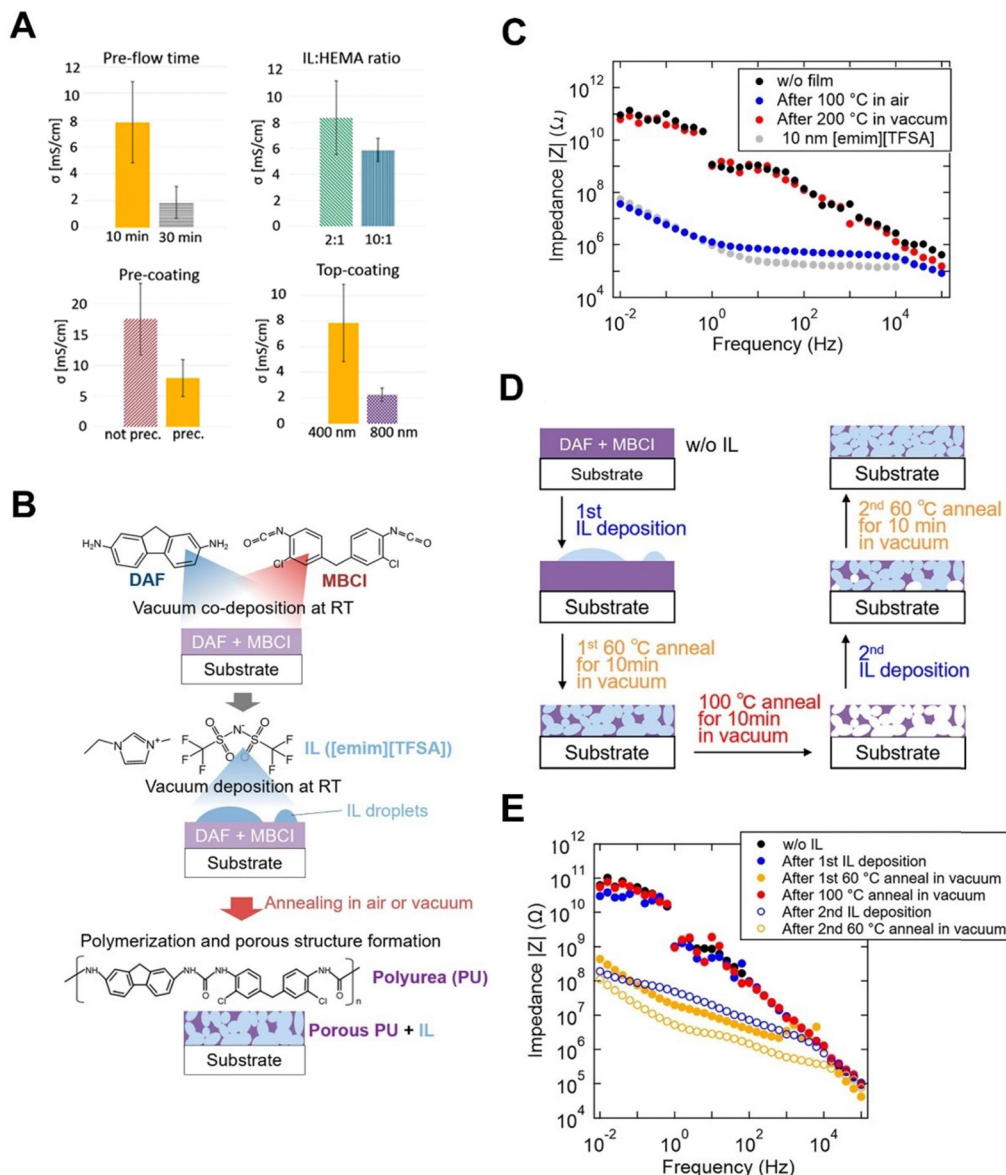 A
Pre-flow time
σ [mS/cm]
12
10
8
6
4
2
0
10 min
30 min
IL:HEMA ratio
σ [mS/cm]
12
10
8
6
4
2
0
2:1
10:1
Pre-coating
σ [mS/cm]
20
15
10
5
0
not prec.
prec.
Top-coating
σ [mS/cm]
10
8
6
4
2
0
400 nm
800 nm
B
H₂N
NH₂
DAF
O=C=N
N=C=O
Cl
Cl
MBCI
Vacuum co-deposition at RT
DAF + MBCI
Substrate
N
N⁺
N⁻
O
O
S
S
O
O
F
F
F
F
F
F
IL ([emim][TFSA])
Vacuum deposition at RT
IL droplets
DAF + MBCI
Substrate
Annealing in air or vacuum
Polymerization and porous structure formation
NH
NH
O
NH
Cl
Cl
NH
O
n
Polyurea (PU)
Porous PU + IL
Substrate
C
Impedance |Z| (Ω)
10¹²
10¹⁰
10⁸
10⁶
10⁴
w/o film
After 100 °C in air
After 200 °C in vaccum
10 nm [emim][TFSA]
10⁻²
10⁰
10²
10⁴
Frequency (Hz)
D
DAF + MBCI
Substrate
w/o IL
1st
IL deposition
Substrate
1st 60 °C anneal
for 10min
in vacuum
Substrate
100 °C anneal
for 10min
in vacuum
Substrate
2nd
IL deposition
Substrate
2nd 60 °C anneal
for 10 min
in vacuum
Substrate
E
Impedance |Z| (Ω)
10¹²
10¹¹
10¹⁰
10⁹
10⁸
10⁷
10⁶
10⁵
10⁴
w/o IL
After 1st IL deposition
After 1st 60 °C anneal in vacuum
After 100 °C anneal in vacuum
After 2nd IL deposition
After 2nd 60 °C anneal in vacuum
10⁻²
10⁰
10²
10⁴
Frequency (Hz)